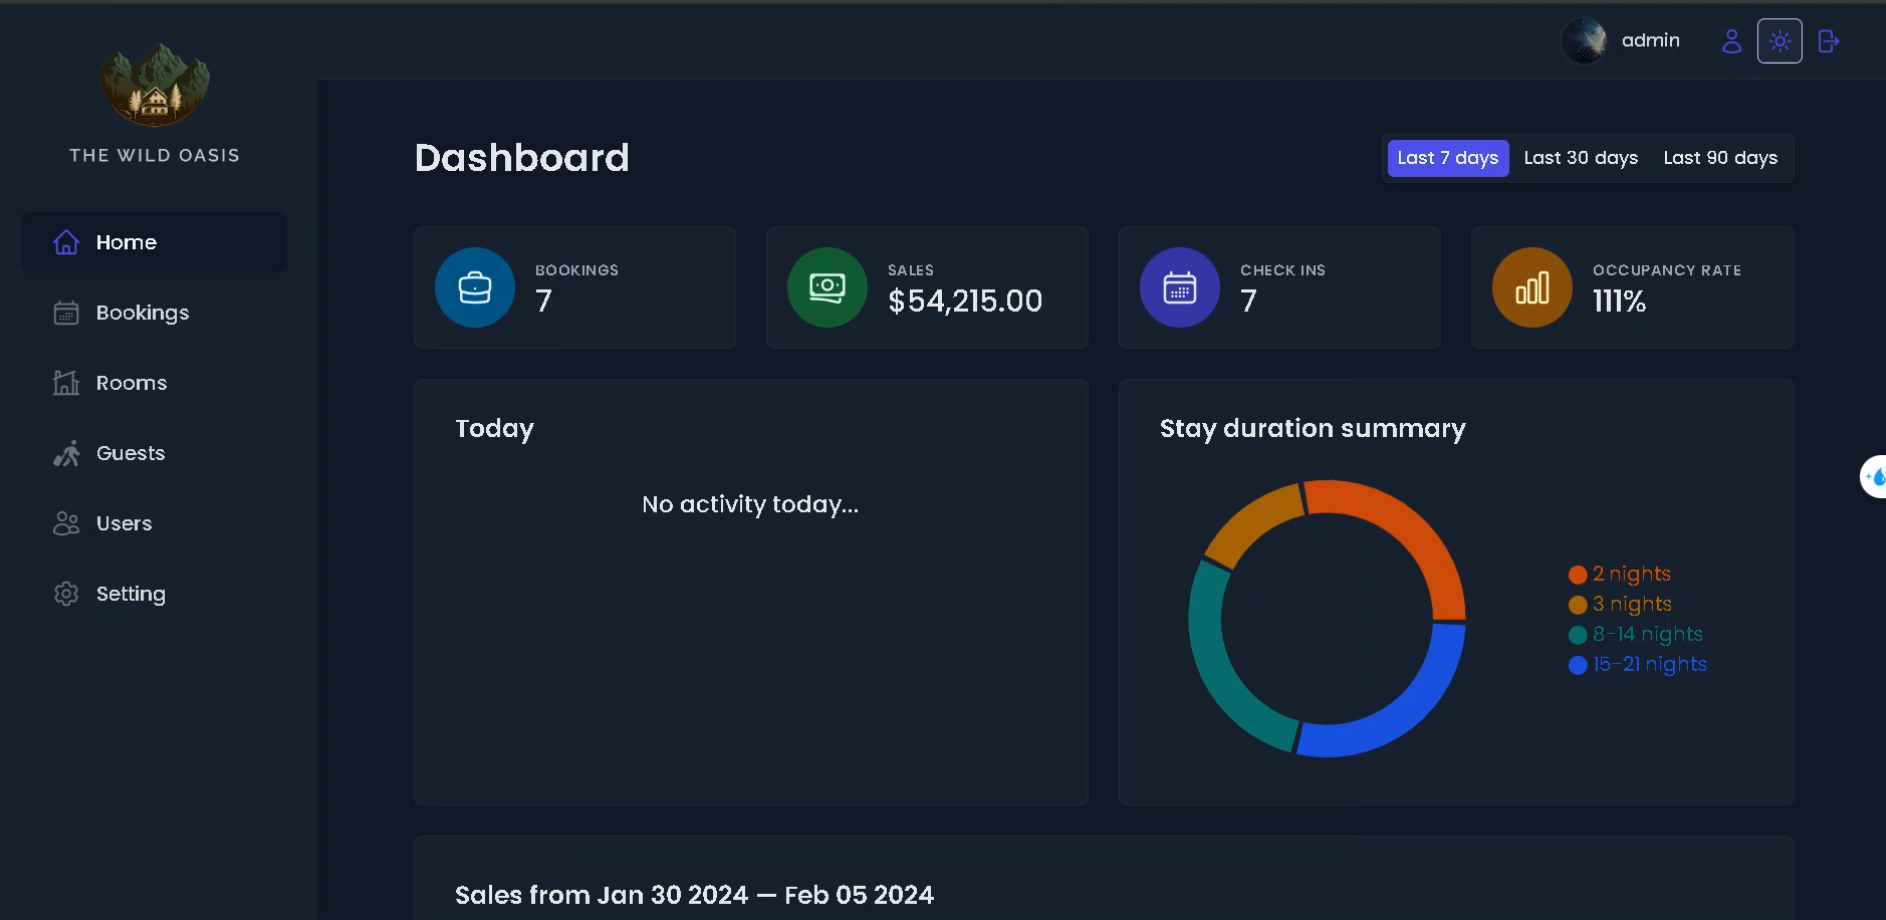 THE WILD OASIS
admin
Home
Bookings
Rooms
Guests
Users
Setting
Dashboard
Last 7 days Last 30 days Last 90 days
BOOKINGS
7
SALES
$54,215.00
CHECK INS
7
OCCUPANCY RATE
111%
Today
No activity today...
Stay duration summary
2 nights
3 nights
8-14 nights
15-21 nights
Sales from Jan 30 2024 — Feb 05 2024